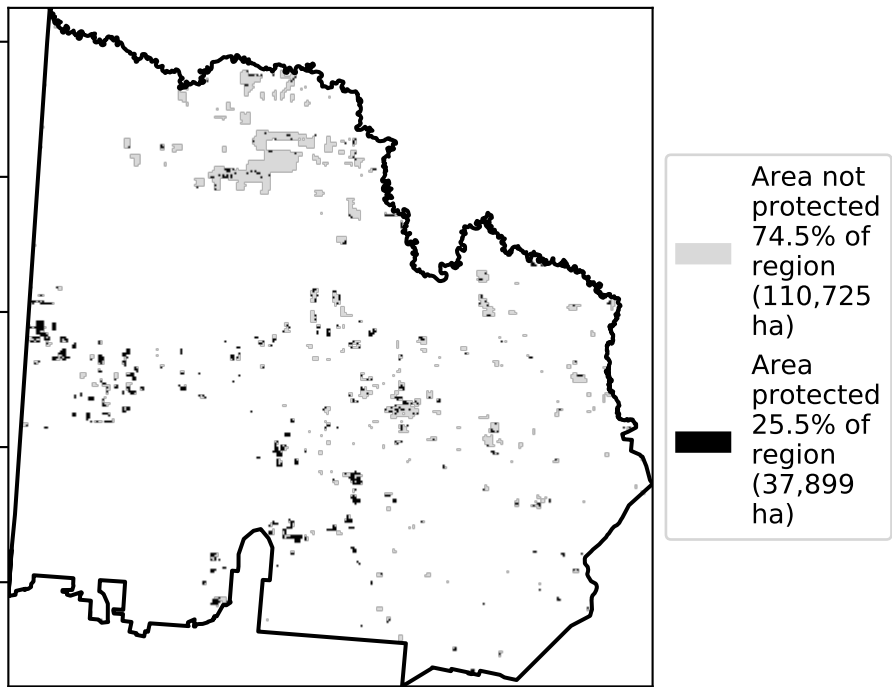 Area not
protected
74.5% of
region
(110,725
ha)
Area
protected
25.5% of
region
(37,899
ha)